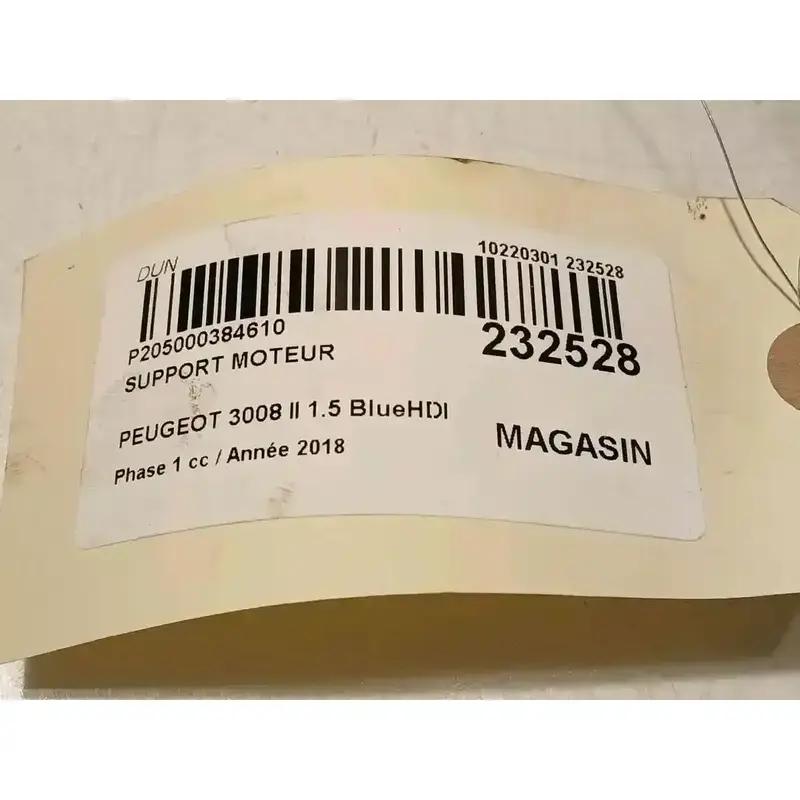 DUN
10220301 232528
P205000384610
232528
SUPPORT MOTEUR
PEUGEOT 3008 II 1.5 BlueHDI
MAGASIN
Phase 1 cc / Année 2018